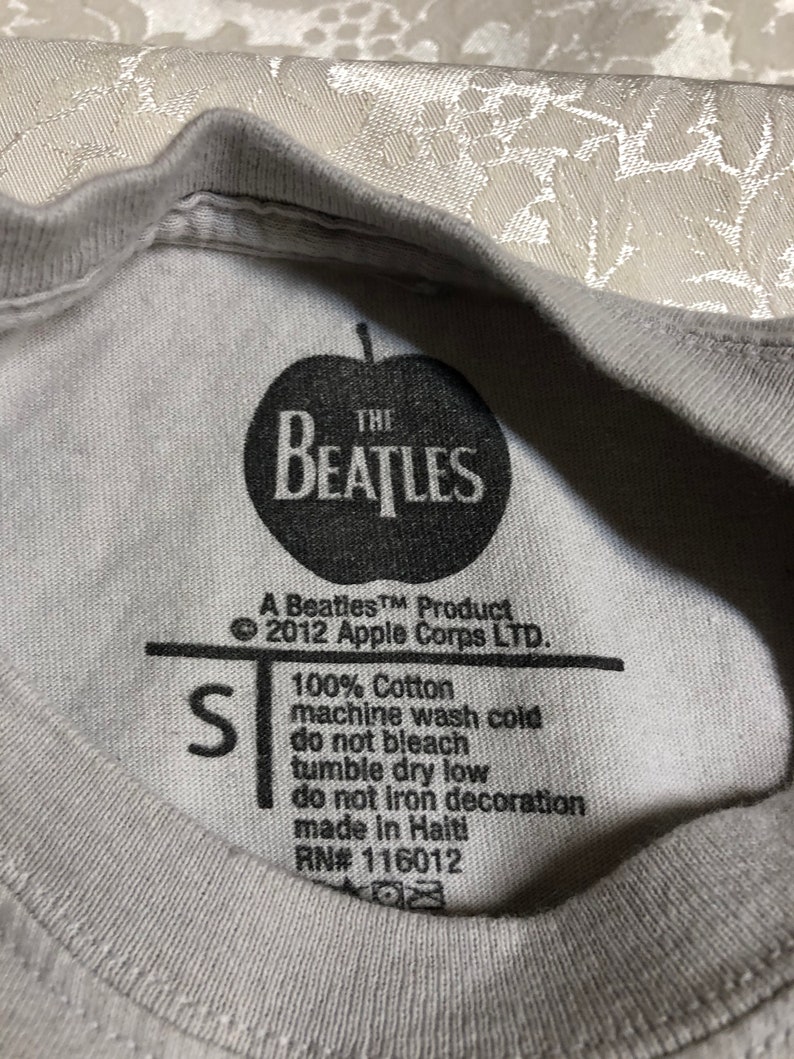 THE
BEATLES
A Beatles™ Product
© 2012 Apple Corps LTD.
S
100% Cotton
machine wash cold
do not bleach
tumble dry low
do not iron decoration
made in Haiti
RN# 116012